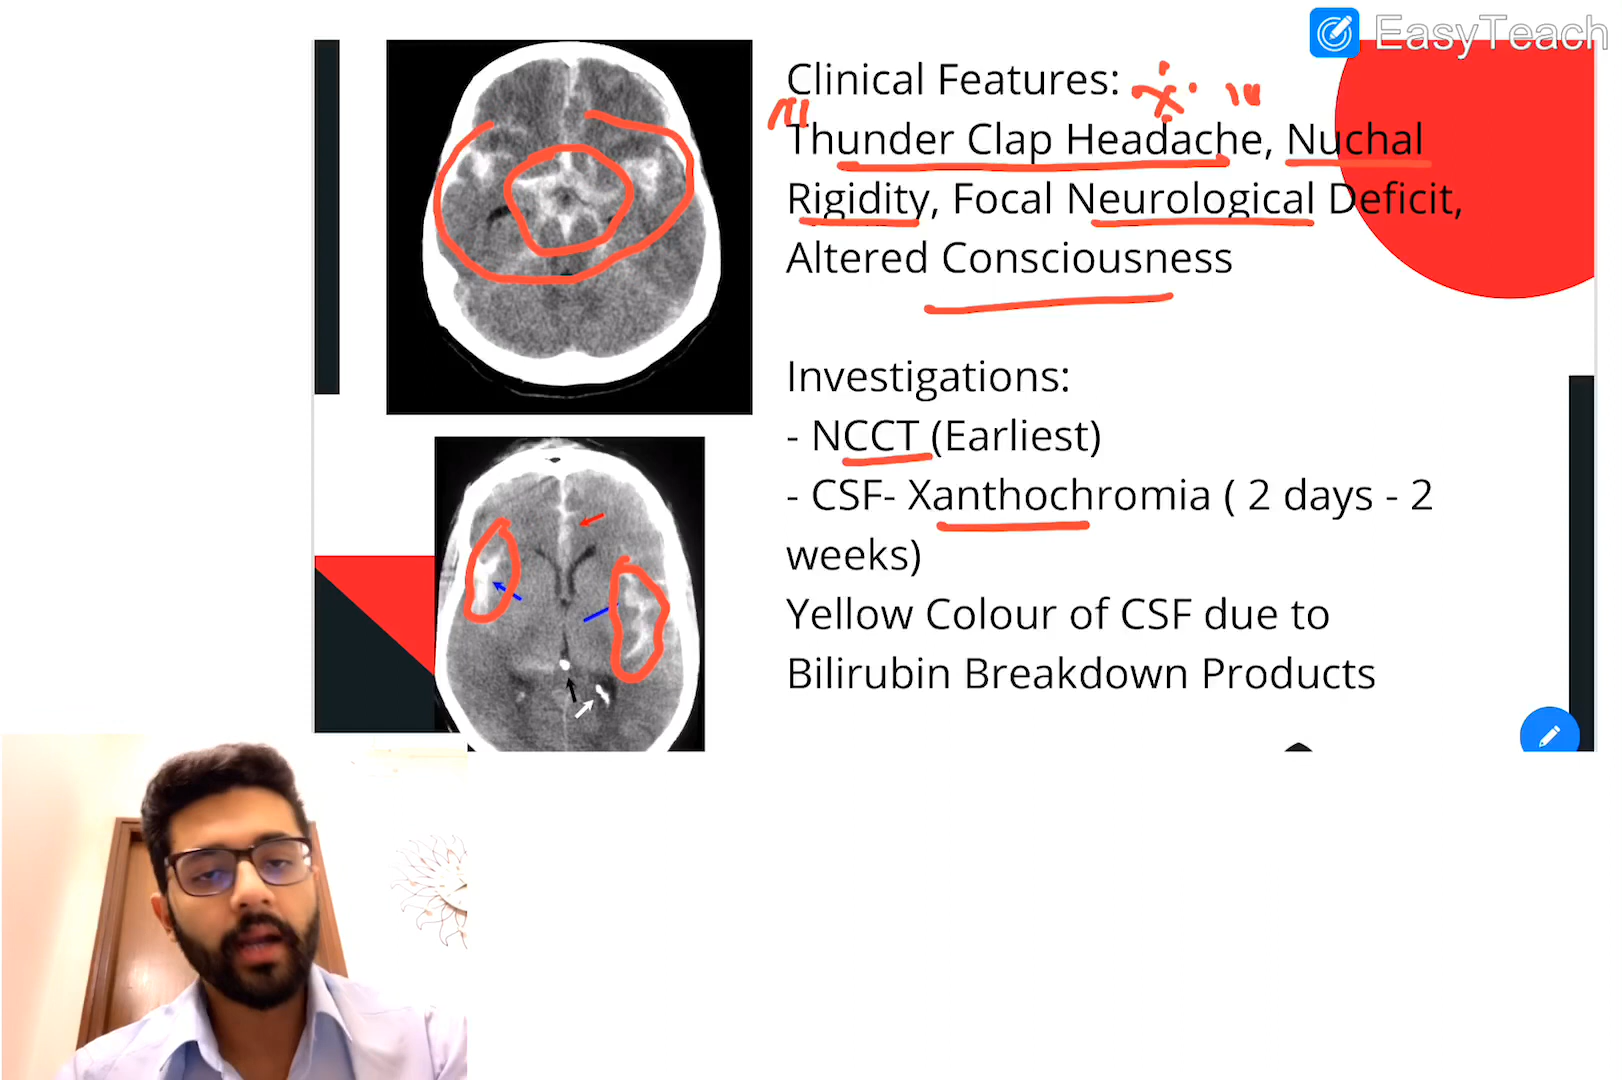 EasyTeach
Clinical Features:
Thunder Clap Headache, Nuchal
Rigidity, Focal Neurological Deficit,
Altered Consciousness
Investigations:
- NCCT (Earliest)
- CSF- Xanthochromia ( 2 days - 2
weeks)
Yellow Colour of CSF due to
Bilirubin Breakdown Products